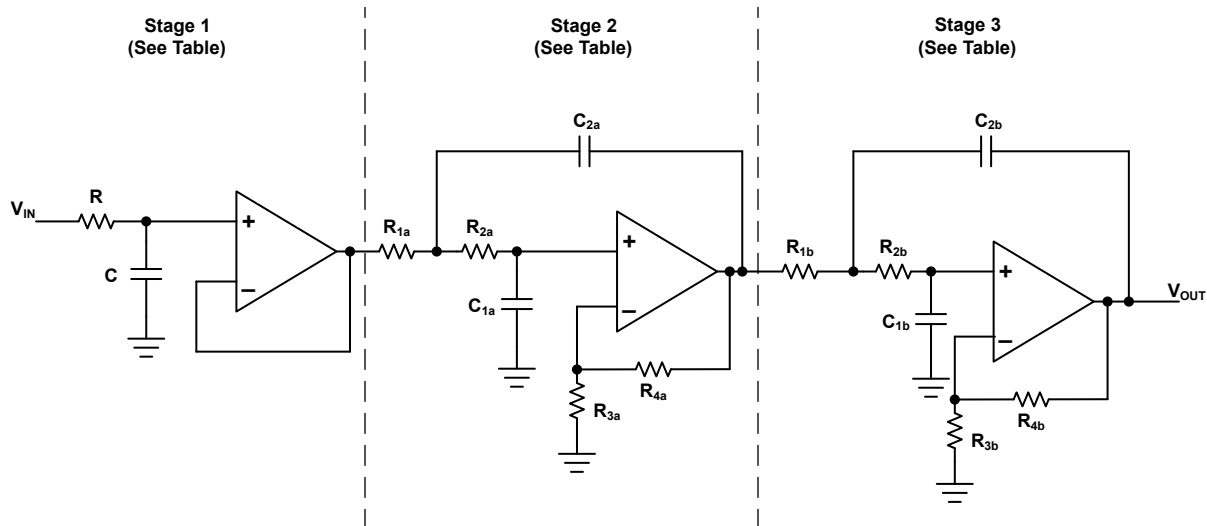 Stage 1
(See Table)
Stage 2
(See Table)
Stage 3
(See Table)
C2a
C2b
R
VIN
+
−
C
R1a
R2a
+
−
C1a
R4a
R3a
R1b
R2b
+
−
C1b
R4b
R3b
VOUT